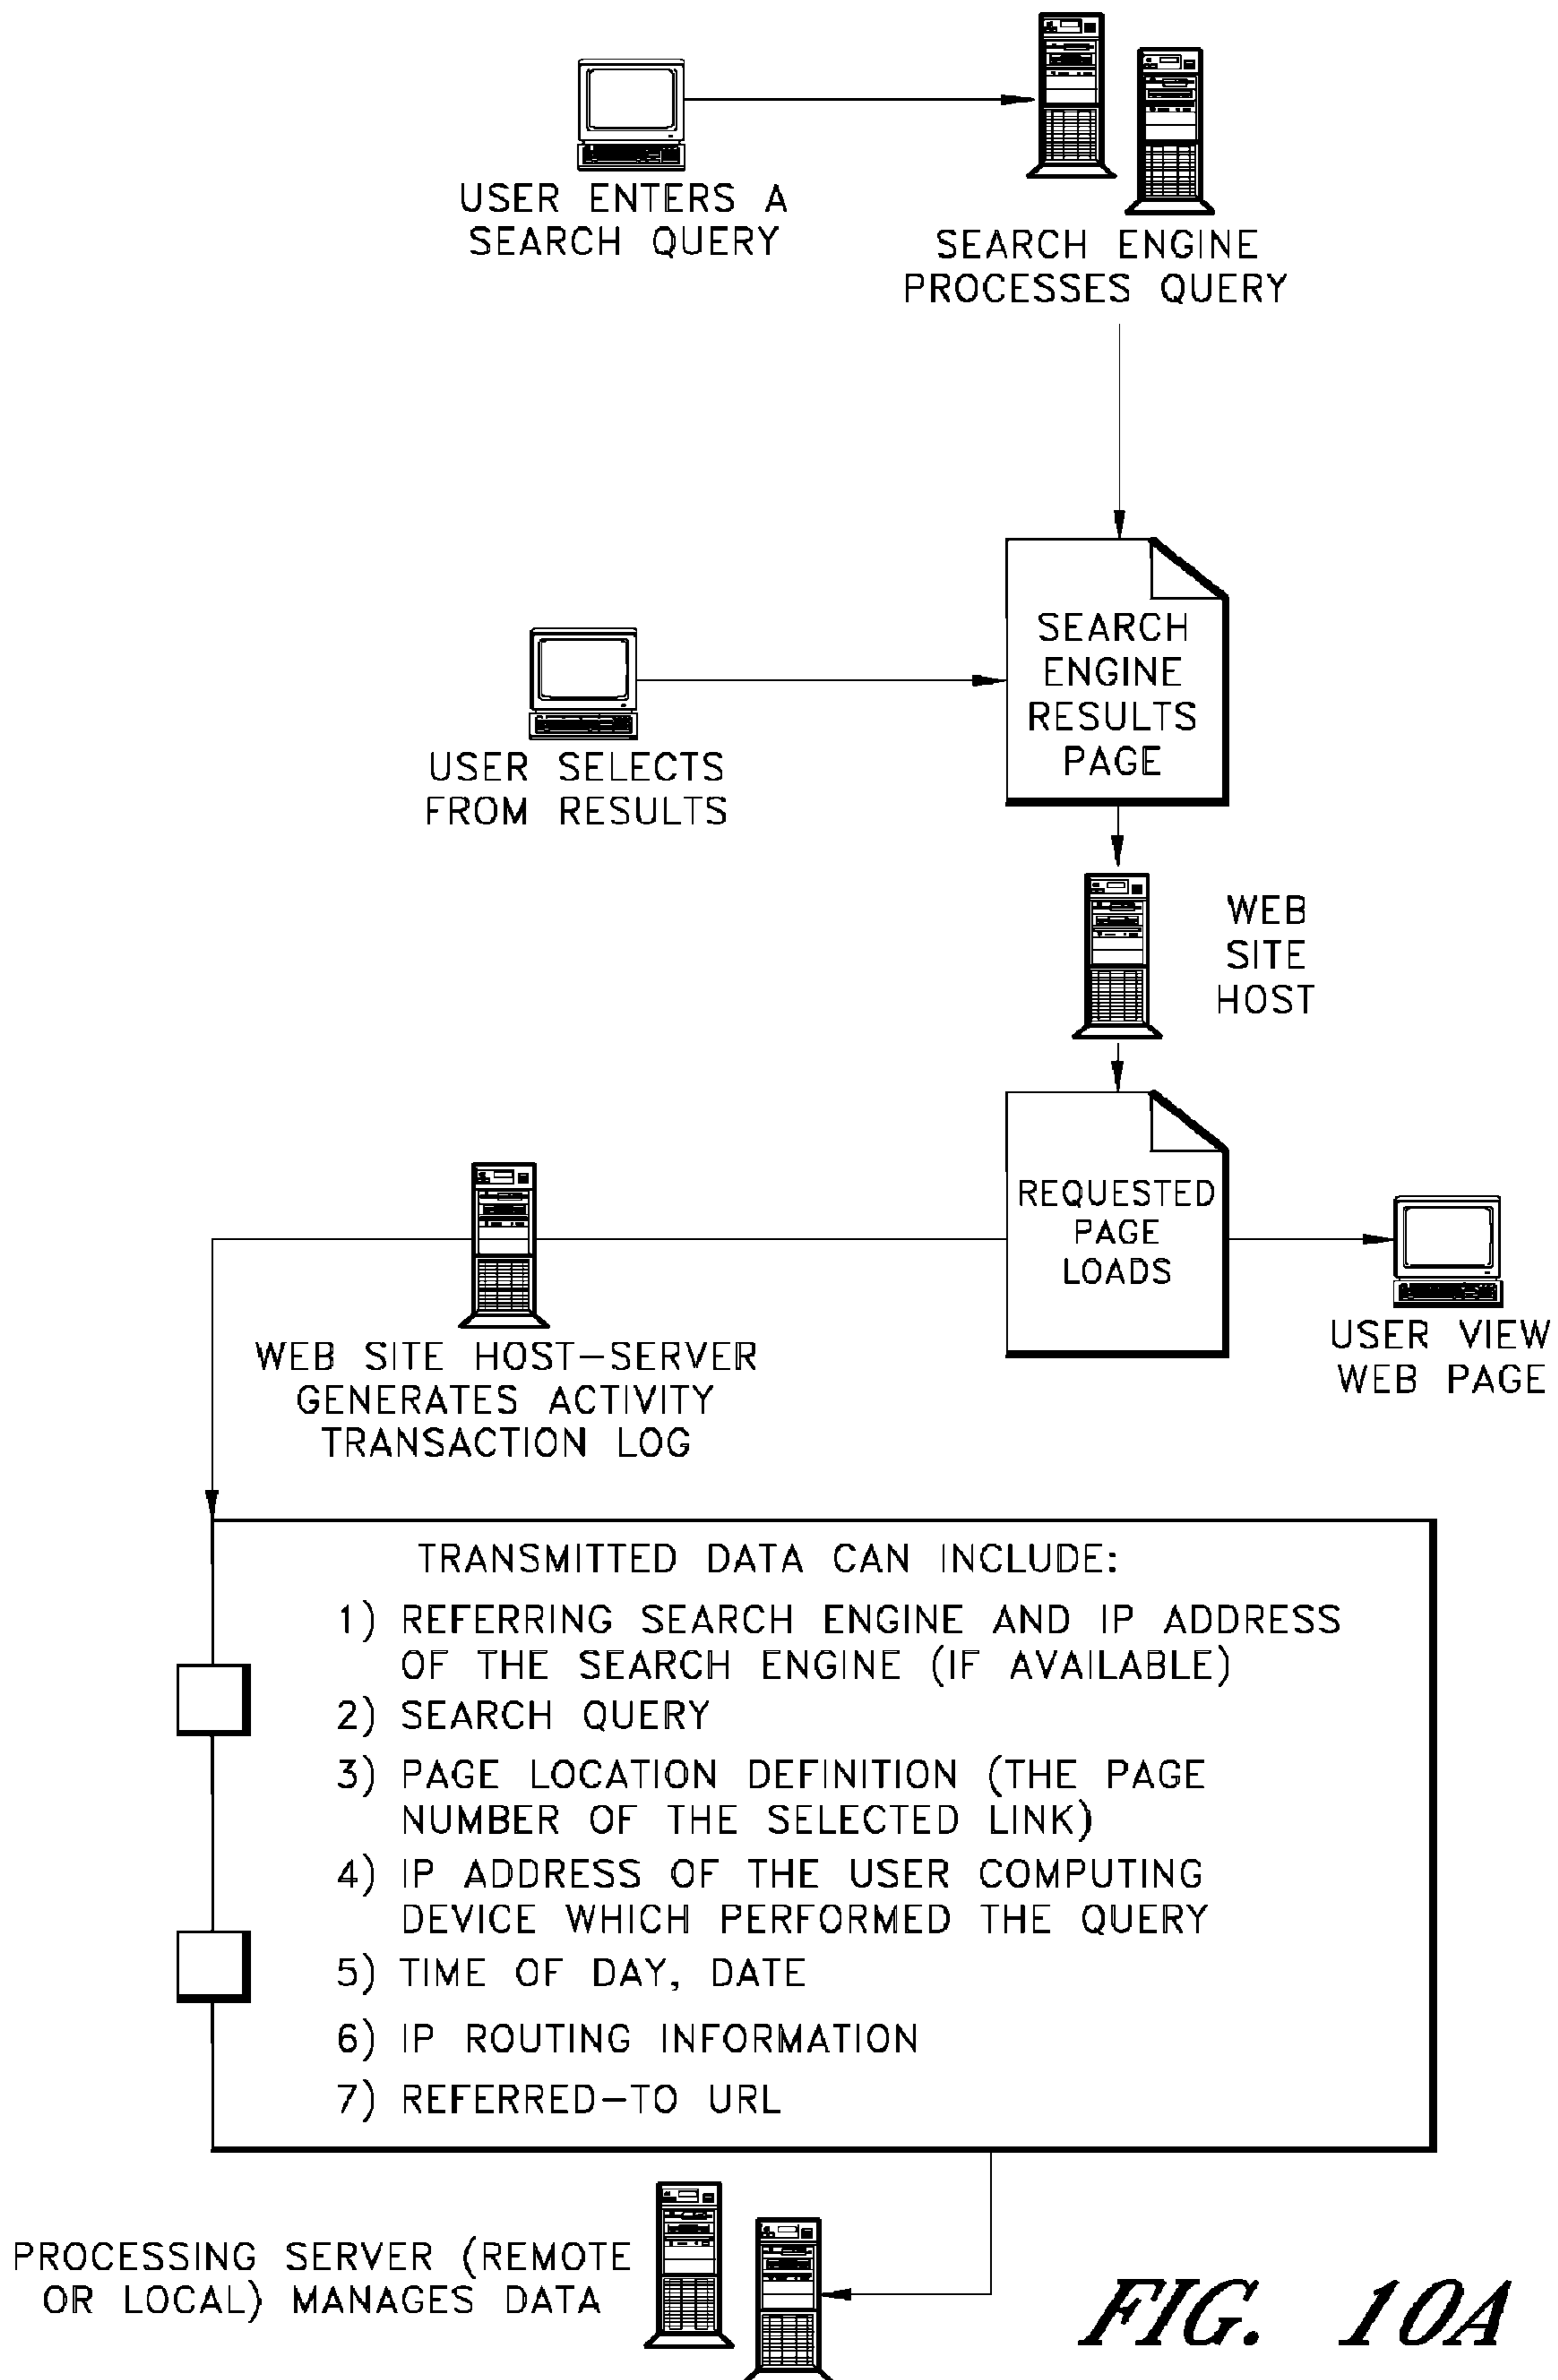 USER ENTERS A
SEARCH QUERY
SEARCH ENGINE
PROCESSES QUERY
SEARCH
ENGINE
RESULTS
PAGE
USER SELECTS
FROM RESULTS
WEB
SITE
HOST
REQUESTED
PAGE
LOADS
USER VIEW
WEB PAGE
WEB SITE HOST-SERVER
GENERATES ACTIVITY
TRANSACTION LOG
TRANSMITTED DATA CAN INCLUDE:
1) REFERRING SEARCH ENGINE AND IP ADDRESS
OF THE SEARCH ENGINE (IF AVAILABLE)
2) SEARCH QUERY
3) PAGE LOCATION DEFINITION (THE PAGE
NUMBER OF THE SELECTED LINK)
4) IP ADDRESS OF THE USER COMPUTING
DEVICE WHICH PERFORMED THE QUERY
5) TIME OF DAY, DATE
6) IP ROUTING INFORMATION
7) REFERRED-TO URL
PROCESSING SERVER (REMOTE
OR LOCAL) MANAGES DATA
FIG. 10A